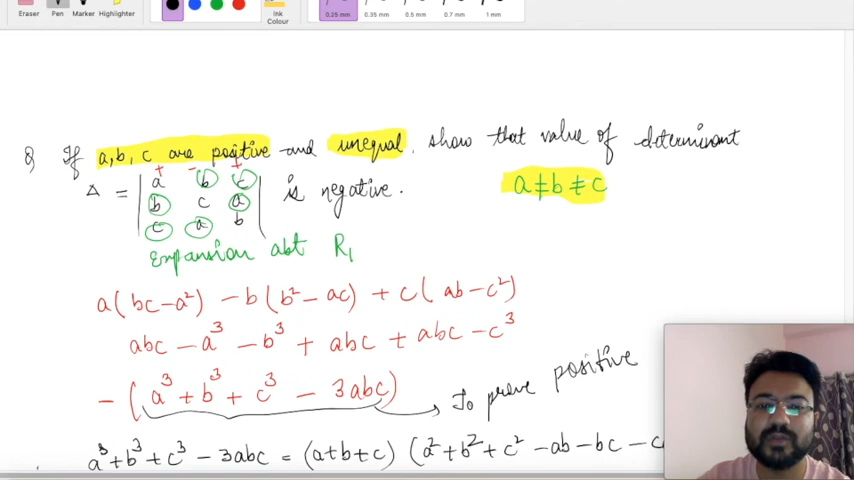 Eraser Pen Marker Highlighter Ink Colour 0.25 mm 0.35 mm 0.5 mm 0.7 mm 1 mm
Q If a, b, c are positive and unequal, show that value of determinant
Δ = | a b c | is negative. a ≠ b ≠ c
+ - +
b c a
c a b
Expansion abt R₁
a(bc-a²) - b(b² - ac) + c(ab-c²)
abc - a³ - b³ + abc + abc - c³
- (a³ + b³ + c³ - 3abc) → To prove positive
a³ + b³ + c³ - 3abc = (a+b+c) (a² + b² + c² - ab - bc - c